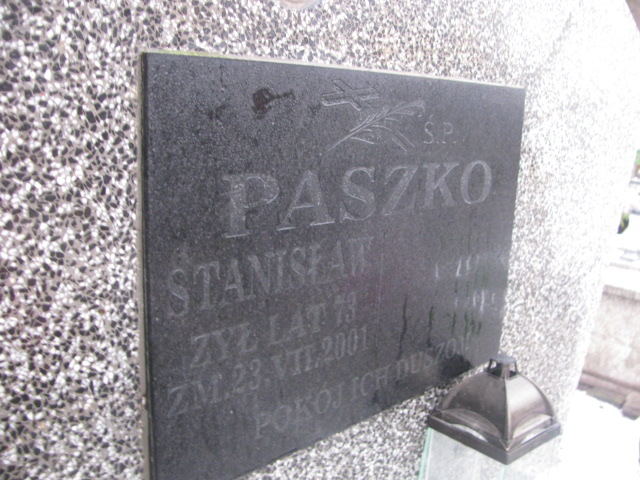 Ś.P.
PASZKO
STANISŁAW
ŻYŁ LAT 73
ZM.23.VII.2001
POKÓJ ICH DUSZOM